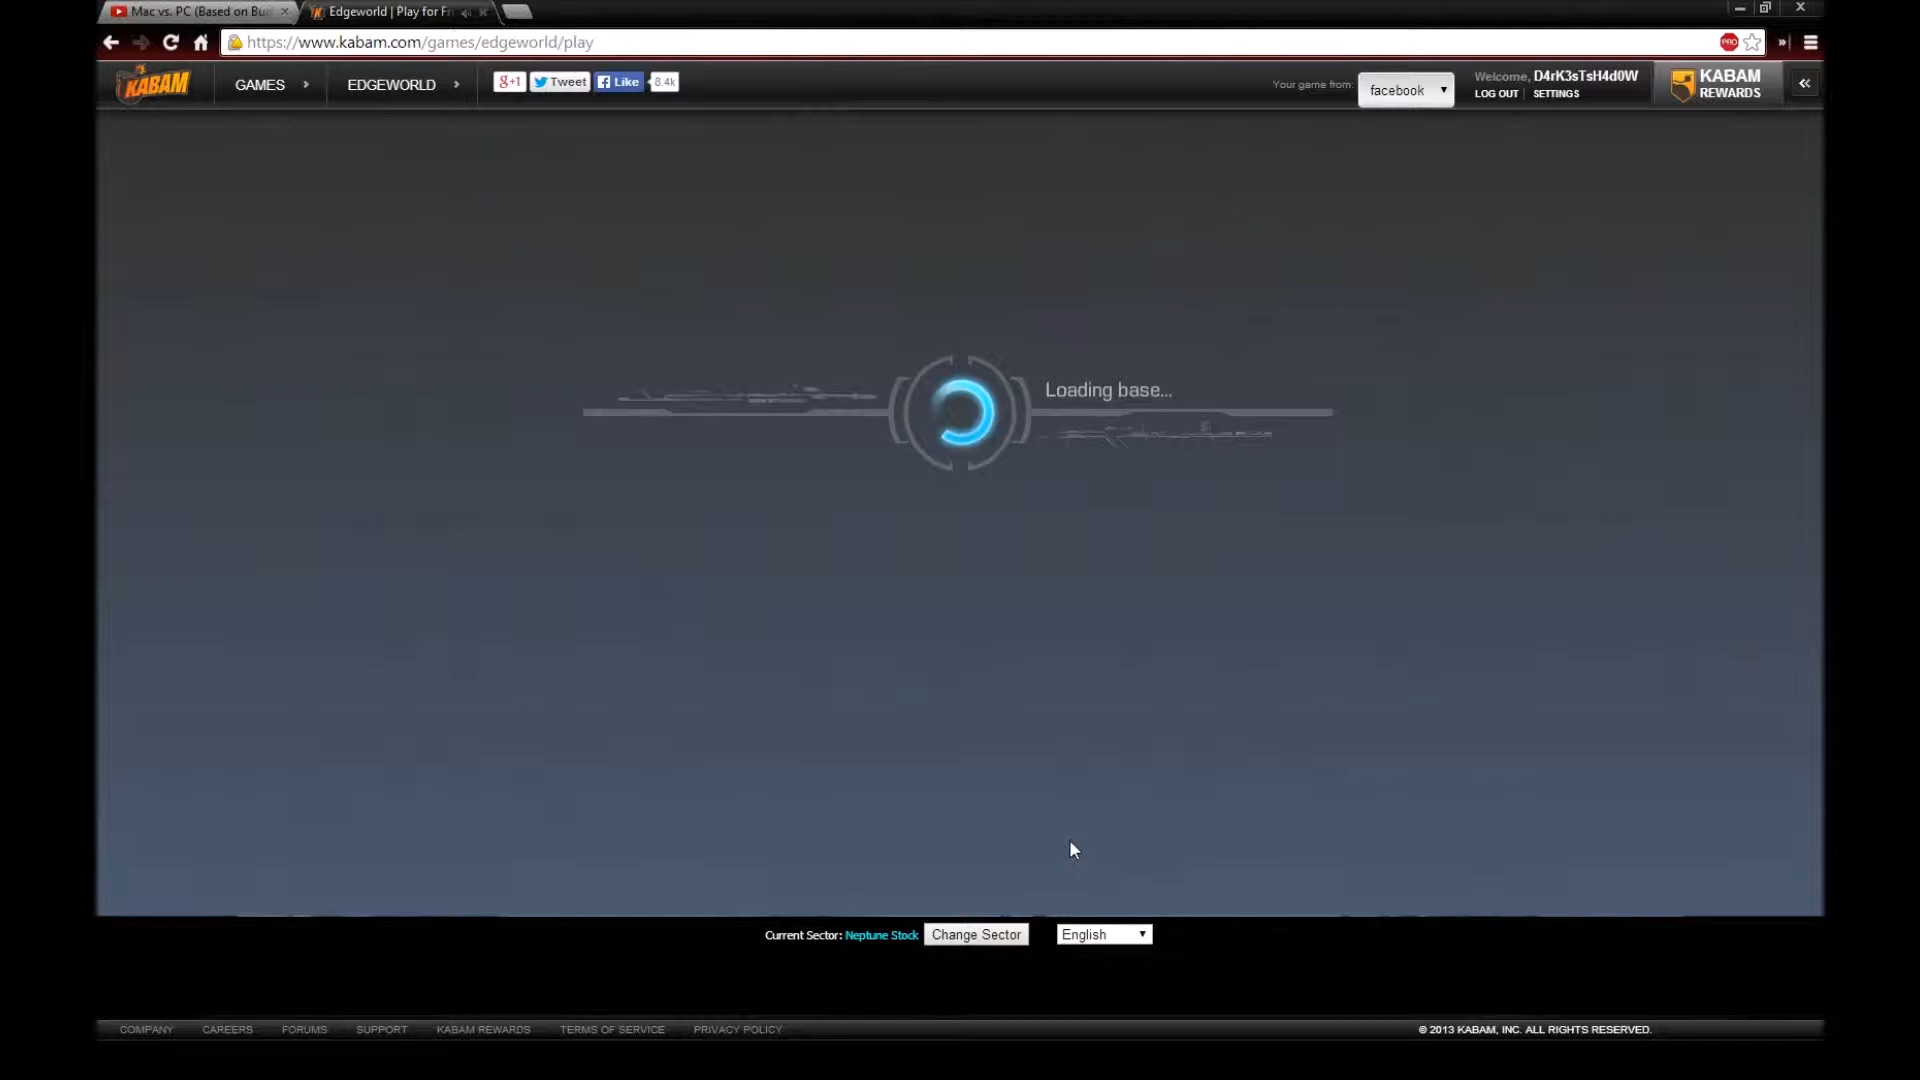 Mac vs. PC (Based on Bud
Edgeworld | Play for Fr
https://www.kabam.com/games/edgeworld/play
PRO
KABAM
GAMES
EDGEWORLD
g+1
Tweet
Like
8.4k
Your game from:
facebook
Welcome, D4rK3sTsH4d0W
LOG OUT | SETTINGS
KABAM
REWARDS
Loading base...
Current Sector: Neptune Stock
Change Sector
English
COMPANY
CAREERS
FORUMS
SUPPORT
KABAM REWARDS
TERMS OF SERVICE
PRIVACY POLICY
© 2013 KABAM, INC. ALL RIGHTS RESERVED.